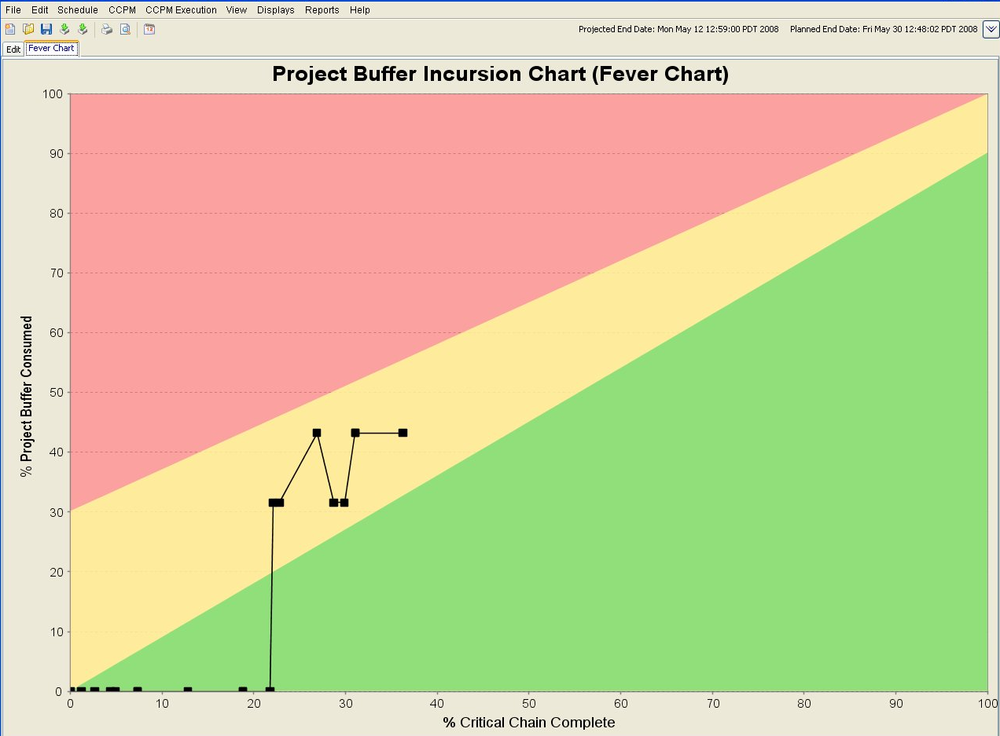 File Edit Schedule CCPM CCPM Execution View Displays Reports Help
12 Projected End Date: Mon May 12 12:59:00 PDT 2008 Planned End Date: Fri May 30 12:48:02 PDT 2008
Edit Fever Chart
Project Buffer Incursion Chart (Fever Chart)
100
90
80
70
60
50
40
30
20
10
0
% Project Buffer Consumed
0 10 20 30 40 50 60 70 80 90 100
% Critical Chain Complete